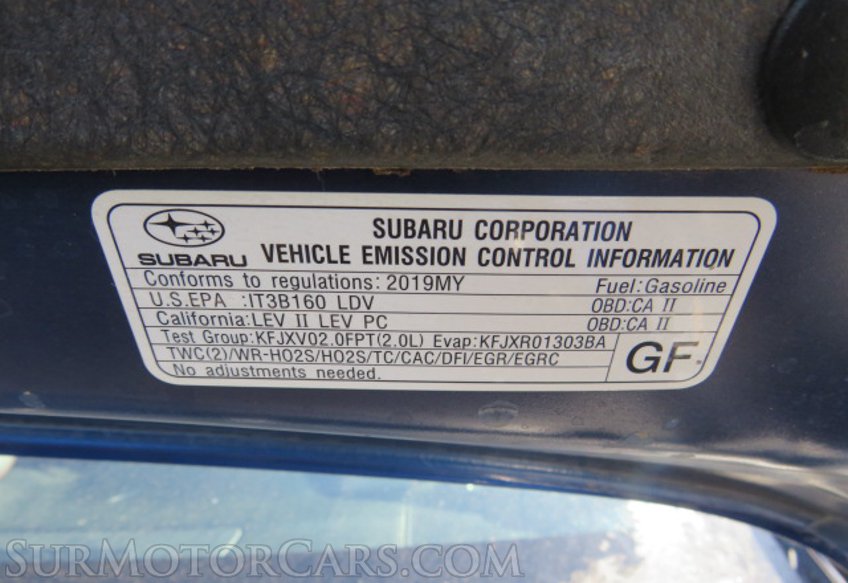 SUBARU
SUBARU CORPORATION
VEHICLE EMISSION CONTROL INFORMATION
Conforms to regulations: 2019MY Fuel:Gasoline
U.S.EPA :IT3B160 LDV OBD:CA II
California:LEV II LEV PC OBD:CA II
Test Group:KFJXV02.0FPT(2.0L) Evap:KFJXR01303BA
TWC(2)/WR-HO2S/HO2S/TC/CAC/DFI/EGR/EGRC
No adjustments needed.
GF
SurMotorCars.com